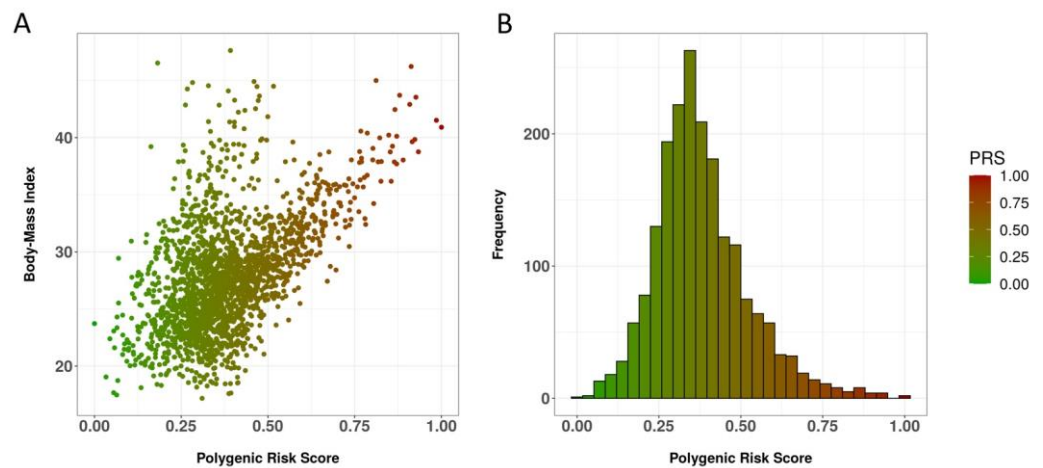 A
B
Body-Mass Index
40
30
20
0.00 0.25 0.50 0.75 1.00
Polygenic Risk Score
Frequency
200
100
0
0.00 0.25 0.50 0.75 1.00
Polygenic Risk Score
PRS
1.00
0.75
0.50
0.25
0.00